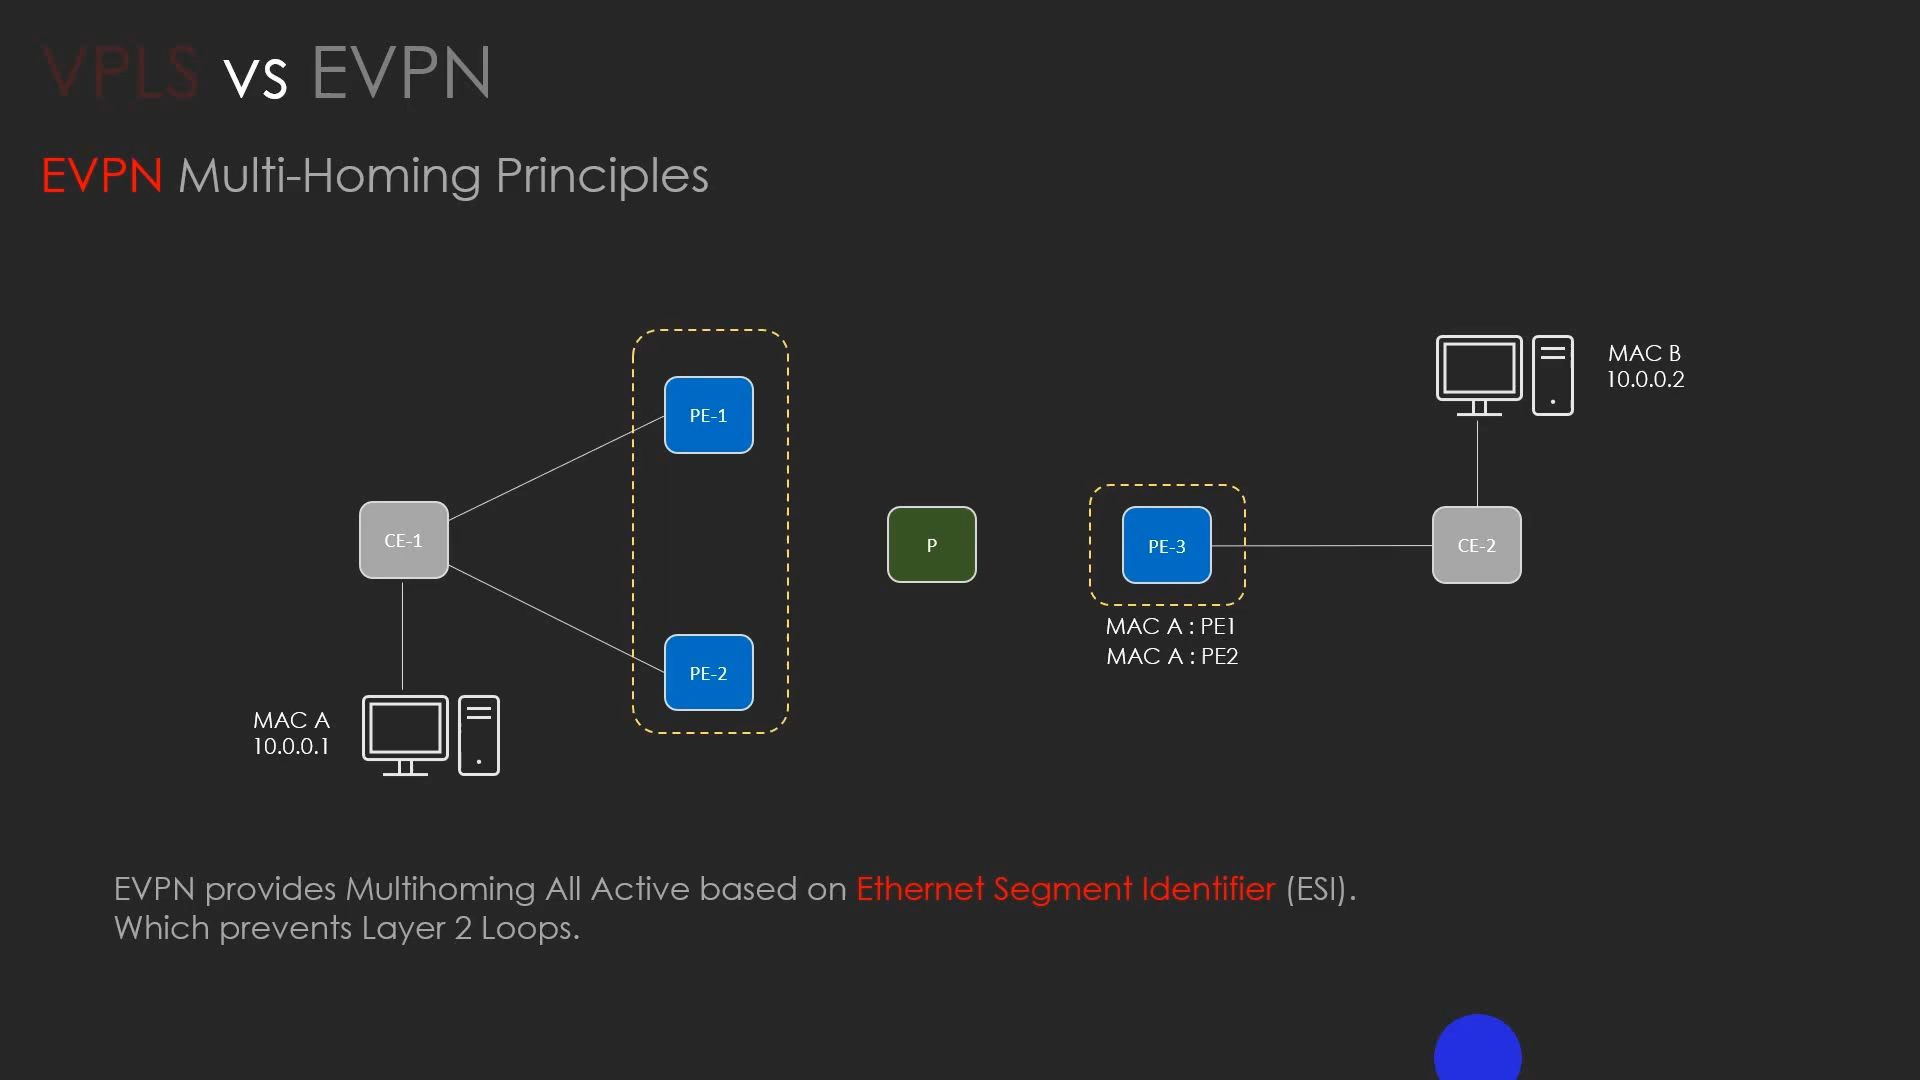 VPLS vs EVPN
EVPN Multi-Homing Principles
MAC B
10.0.0.2
PE-1
CE-1
P
PE-3
CE-2
MAC A : PE1
MAC A : PE2
PE-2
MAC A
10.0.0.1
EVPN provides Multihoming All Active based on Ethernet Segment Identifier (ESI).
Which prevents Layer 2 Loops.